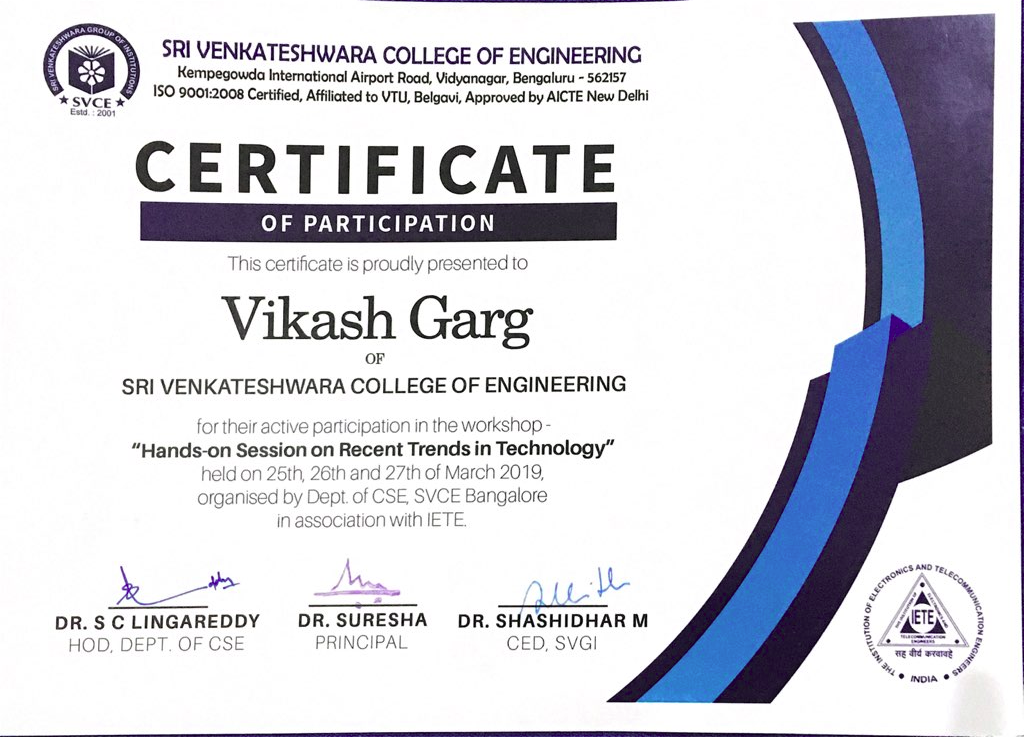 SRI VENKATESHWARA GROUP OF INSTITUTIONS
SVCE
Estd. : 2001
SRI VENKATESHWARA COLLEGE OF ENGINEERING
Kempegowda International Airport Road, Vidyanagar, Bengaluru - 562157
ISO 9001:2008 Certified, Affiliated to VTU, Belgavi, Approved by AICTE New Delhi
CERTIFICATE
OF PARTICIPATION
This certificate is proudly presented to
Vikash Garg
OF
SRI VENKATESHWARA COLLEGE OF ENGINEERING
for their active participation in the workshop -
“Hands-on Session on Recent Trends in Technology”
held on 25th, 26th and 27th of March 2019,
organised by Dept. of CSE, SVCE Bangalore
in association with IETE.
DR. S C LINGAREDDY
HOD, DEPT. OF CSE
DR. SURESHA
PRINCIPAL
DR. SHASHIDHAR M
CED, SVGI
THE INSTITUTION OF ELECTRONICS AND TELECOMMUNICATION ENGINEERS
IETE
TELECOMMUNICATION
ENGINEERS
सह वीर्यं करवावहै
INDIA